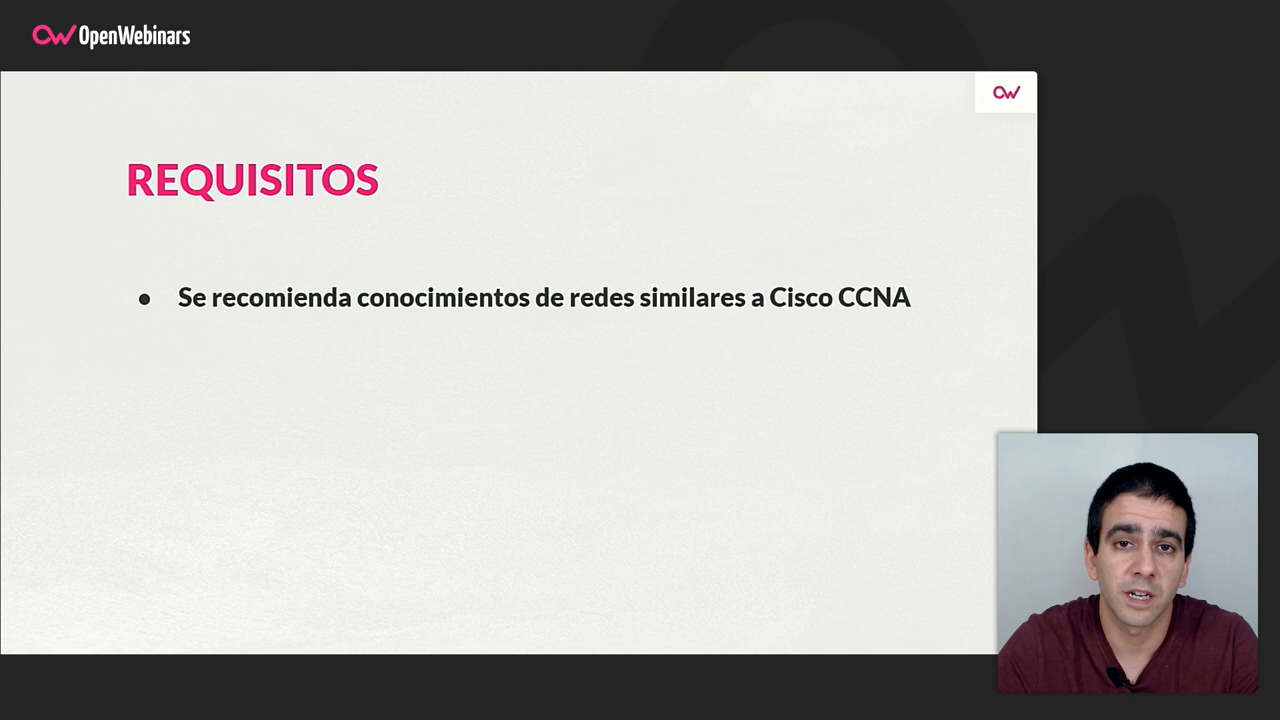 OpenWebinars
REQUISITOS
● Se recomienda conocimientos de redes similares a Cisco CCNA